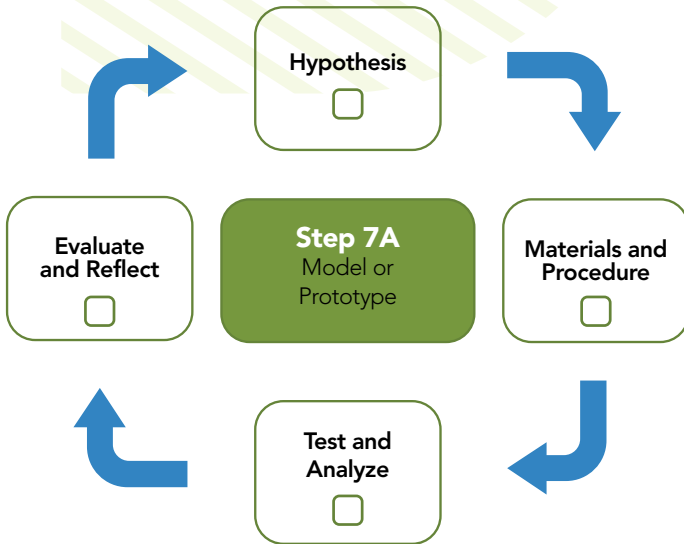 Hypothesis
Evaluate
and Reflect
Step 7A
Model or
Prototype
Materials and
Procedure
Test and
Analyze